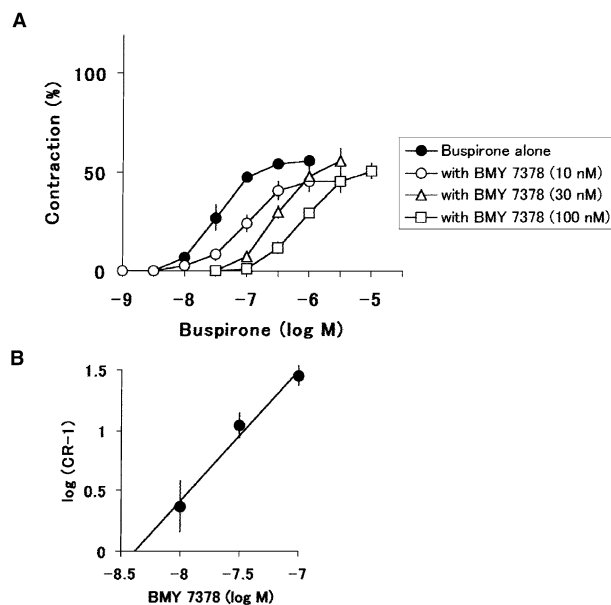 A
Contraction (%)
100
50
0
-9 -8 -7 -6 -5
Buspirone (log M)
Buspirone alone
with BMY 7378 (10 nM)
with BMY 7378 (30 nM)
with BMY 7378 (100 nM)
B
log (CR-1)
1.5
1
0.5
0
-8.5 -8 -7.5 -7
BMY 7378 (log M)